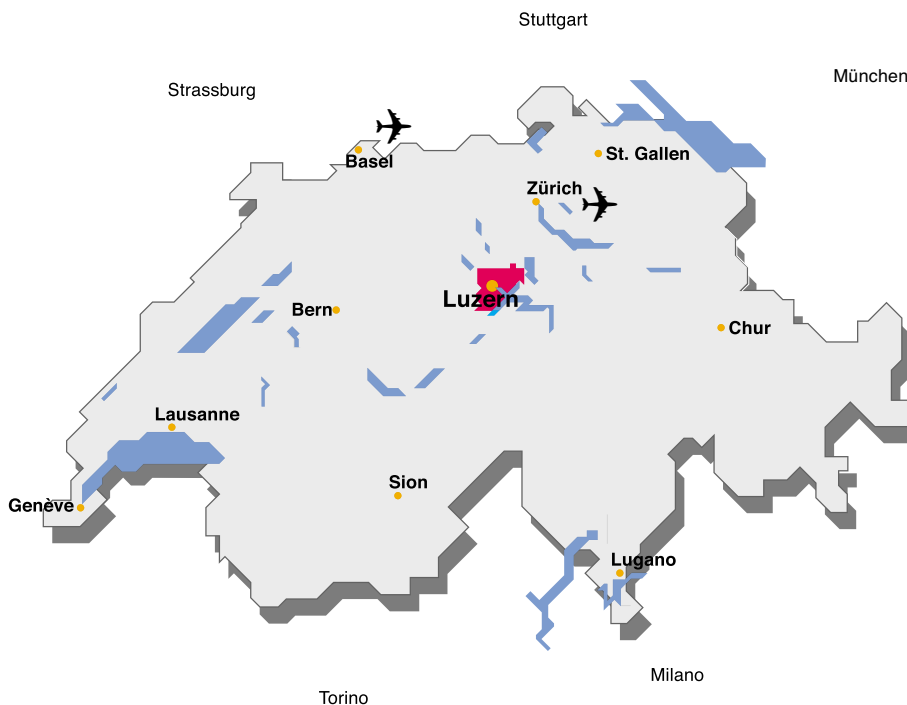 Stuttgart
München
Strassburg
Basel
St. Gallen
Zürich
Luzern
Bern
Chur
Lausanne
Sion
Genève
Lugano
Milano
Torino